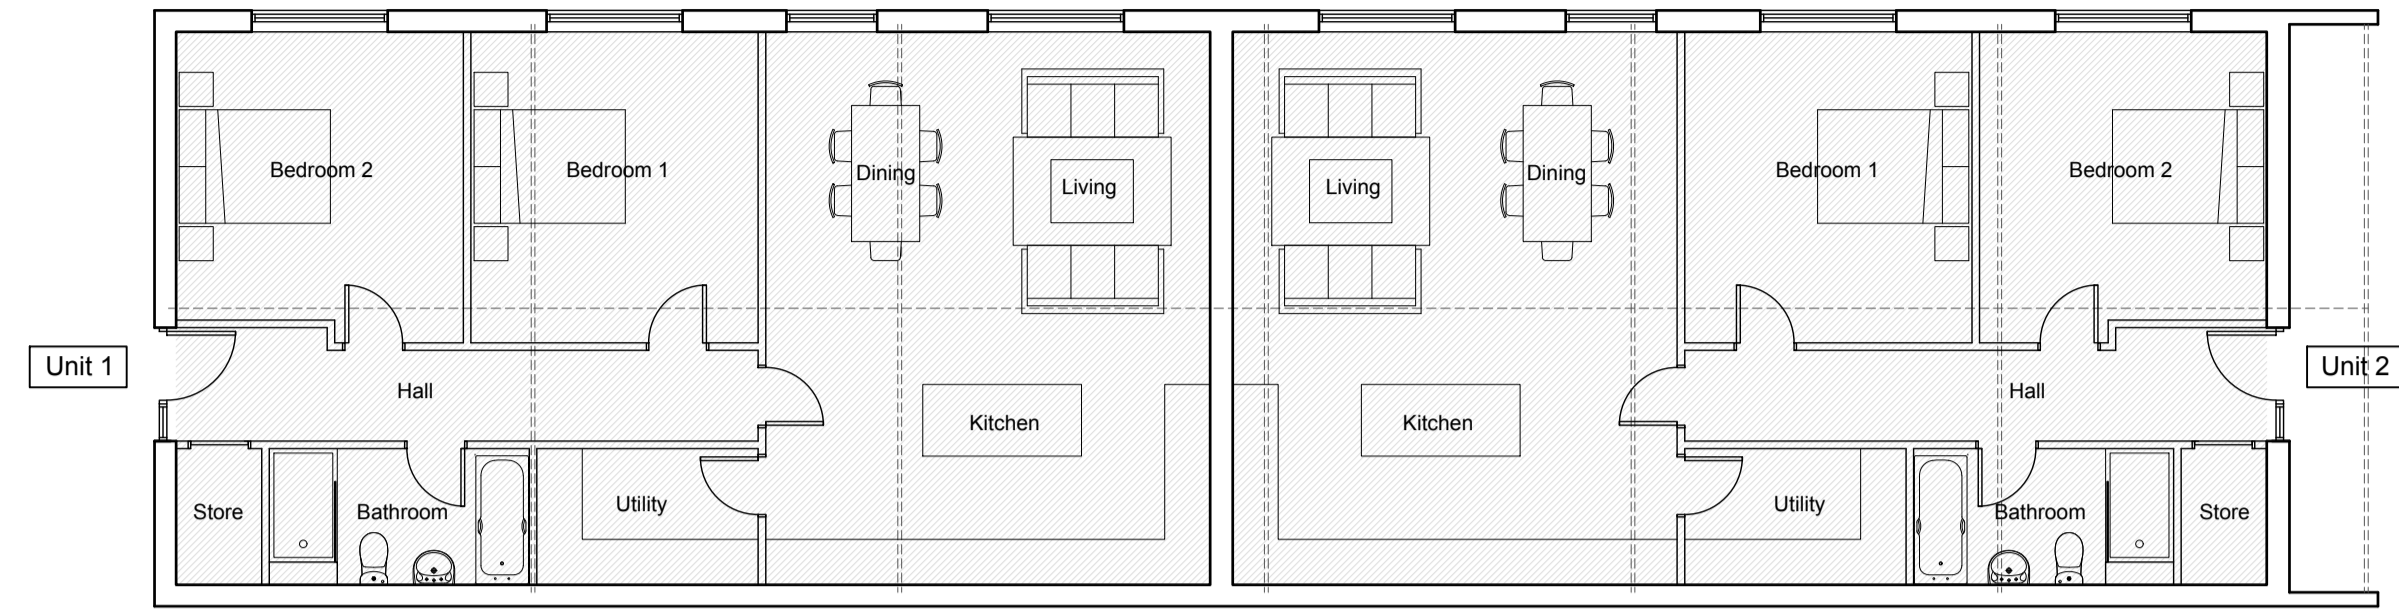 Bedroom 2
Bedroom 1
Dining
Living
Living
Dining
Bedroom 1
Bedroom 2
Unit 1
Unit 2
Hall
Kitchen
Kitchen
Hall
Store
Bathroom
Utility
Utility
Bathroom
Store